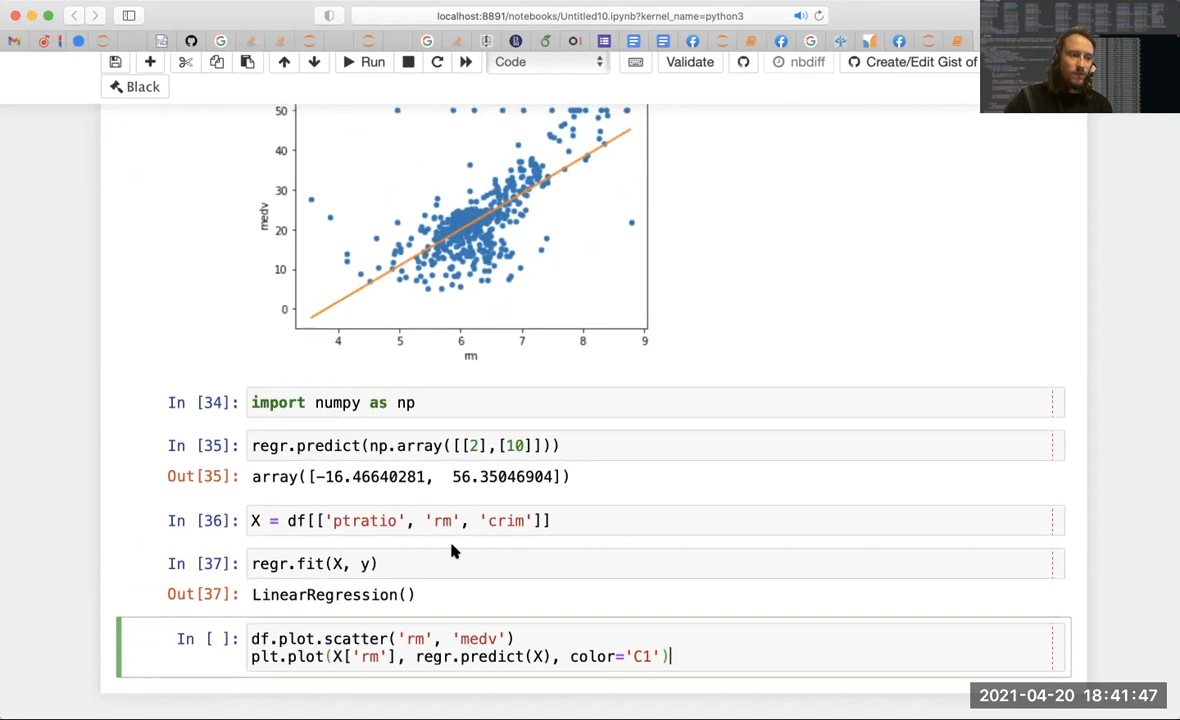 localhost:8891/notebooks/Untitled10.ipynb?kernel_name=python3
Run
Code
Validate
nbdiff
Create/Edit Gist of
Black
50
40
30
20
10
0
medv
4 5 6 7 8 9
rm
In [34]: import numpy as np
In [35]: regr.predict(np.array([[2],[10]]))
Out[35]: array([-16.46640281,  56.35046904])
In [36]: X = df[['ptratio', 'rm', 'crim']]
In [37]: regr.fit(X, y)
Out[37]: LinearRegression()
In [ ]: df.plot.scatter('rm', 'medv')
plt.plot(X['rm'], regr.predict(X), color='C1')
2021-04-20 18:41:47